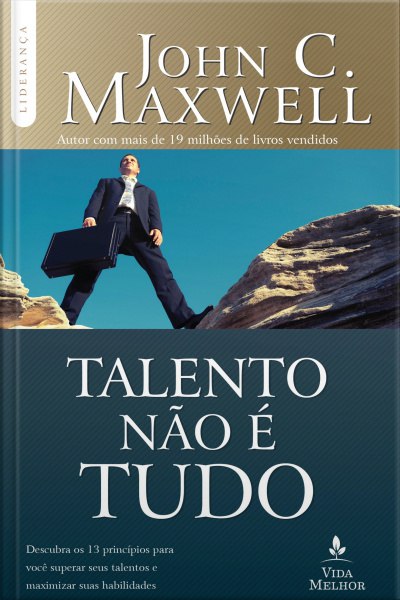 LIDERANÇA
JOHN C.
MAXWELL
Autor com mais de 19 milhões de livros vendidos
TALENTO
NÃO É
TUDO
Descubra os 13 princípios para
você superar seus talentos e
maximizar suas habilidades
VIDA
MELHOR